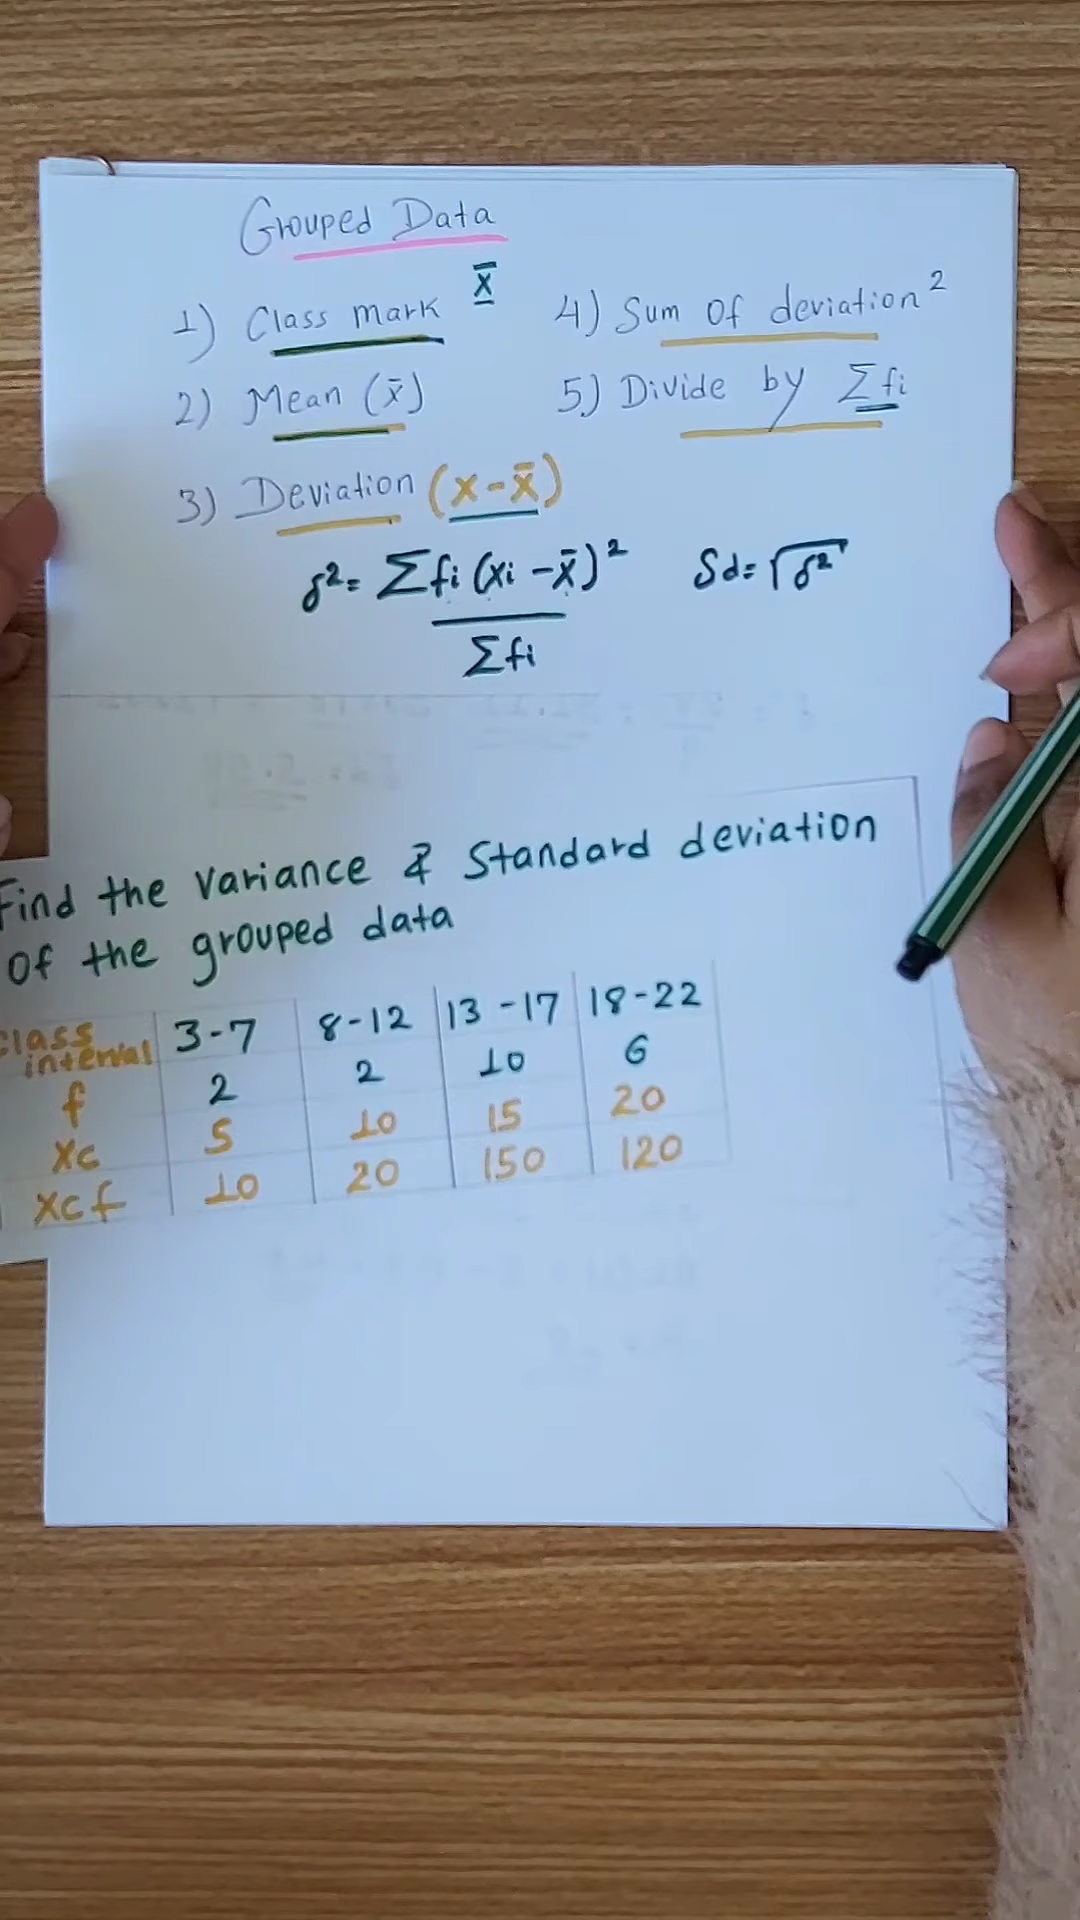 Grouped Data
1) Class mark x̄
2) Mean (x̄)
3) Deviation (x-x̄)
4) Sum of deviation²
5) Divide by Σfi
δ² = Σfi (xi - x̄)²
Σfi
Sd = √δ²
Find the variance & Standard deviation
of the grouped data
Class interval 3-7 8-12 13-17 18-22
f 2 2 10 6
xc 5 10 15 20
xcf 10 20 150 120